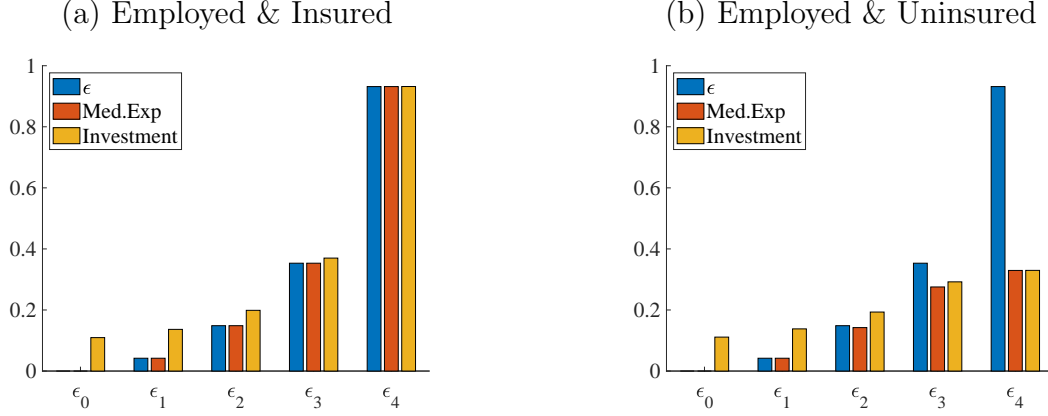 (a) Employed & Insured
1
0.8
0.6
0.4
0.2
0
ϵ
Med.Exp
Investment
ϵ₀ ϵ₁ ϵ₂ ϵ₃ ϵ₄
(b) Employed & Uninsured
1
0.8
0.6
0.4
0.2
0
ϵ
Med.Exp
Investment
ϵ₀ ϵ₁ ϵ₂ ϵ₃ ϵ₄